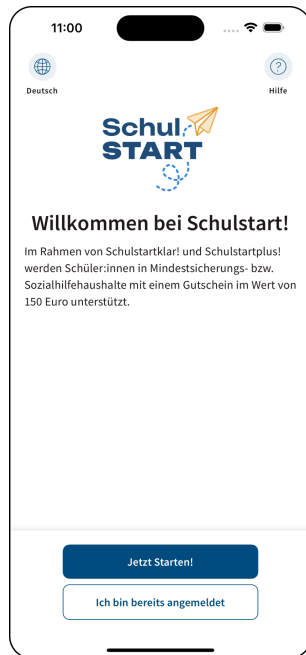 11:00
Deutsch
Hilfe
Schul
START
Willkommen bei Schulstart!
Im Rahmen von Schulstartklar! und Schulstartplus!
werden Schüler:innen in Mindestsicherungs- bzw.
Sozialhilfehaushalte mit einem Gutschein im Wert von
150 Euro unterstützt.
Jetzt Starten!
Ich bin bereits angemeldet